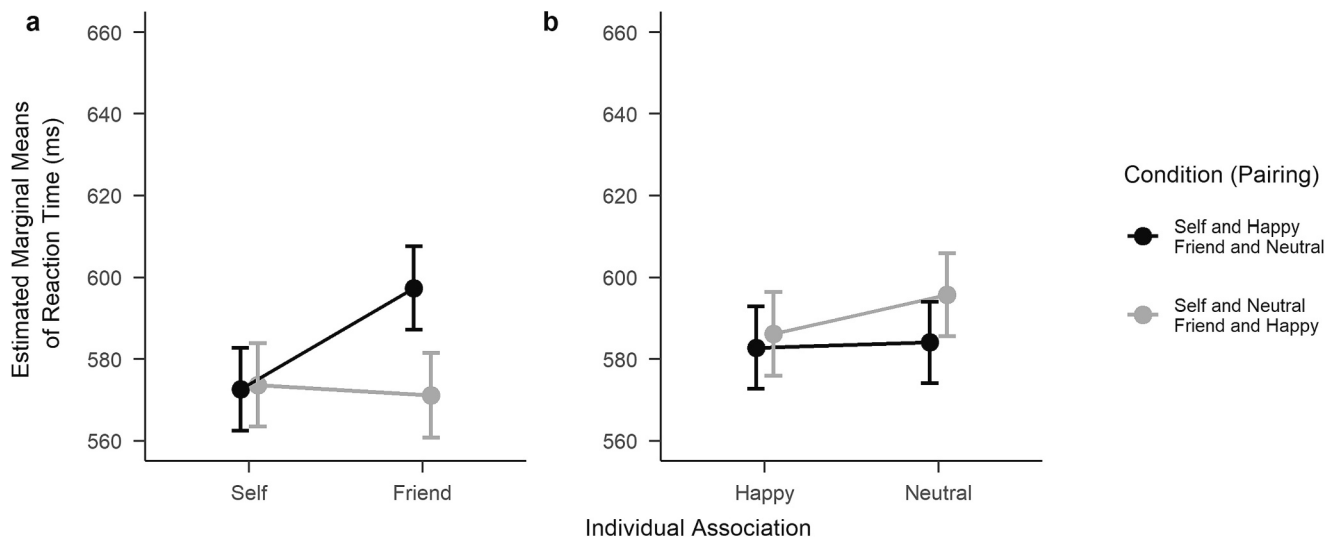 a
b
Estimated Marginal Means
of Reaction Time (ms)
660
640
620
600
580
560
Self
Friend
660
640
620
600
580
560
Happy
Neutral
Individual Association
Condition (Pairing)
Self and Happy
Friend and Neutral
Self and Neutral
Friend and Happy